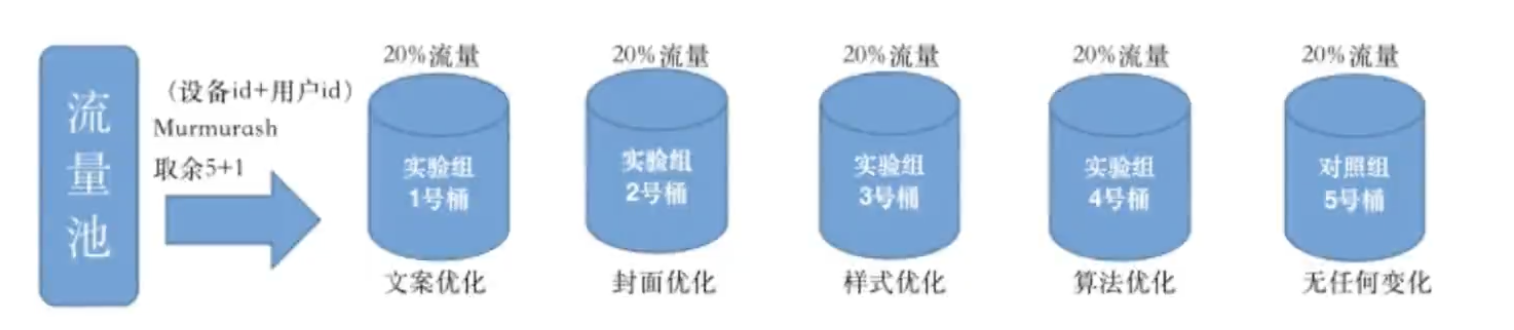 流量池
（设备id+用户id）
Murmurash
取余5+1
20%流量
实验组
1号桶
文案优化
20%流量
实验组
2号桶
封面优化
20%流量
实验组
3号桶
样式优化
20%流量
实验组
4号桶
算法优化
20%流量
对照组
5号桶
无任何变化